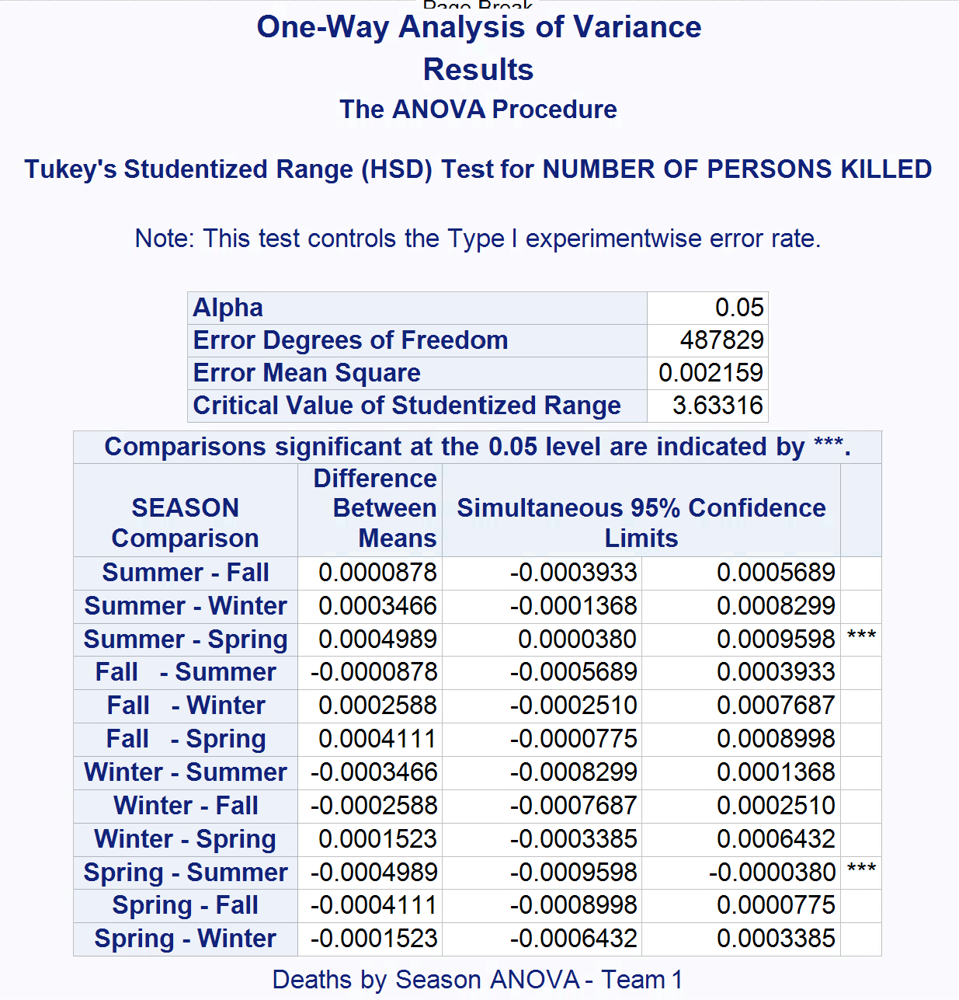 Page Break
One-Way Analysis of Variance
Results
The ANOVA Procedure
Tukey's Studentized Range (HSD) Test for NUMBER OF PERSONS KILLED
Note: This test controls the Type I experimentwise error rate.
Alpha 0.05
Error Degrees of Freedom 487829
Error Mean Square 0.002159
Critical Value of Studentized Range 3.63316
Comparisons significant at the 0.05 level are indicated by ***.
SEASON
Comparison
Difference
Between
Means
Simultaneous 95% Confidence
Limits
Summer - Fall 0.0000878 -0.0003933 0.0005689
Summer - Winter 0.0003466 -0.0001368 0.0008299
Summer - Spring 0.0004989 0.0000380 0.0009598 ***
Fall - Summer -0.0000878 -0.0005689 0.0003933
Fall - Winter 0.0002588 -0.0002510 0.0007687
Fall - Spring 0.0004111 -0.0000775 0.0008998
Winter - Summer -0.0003466 -0.0008299 0.0001368
Winter - Fall -0.0002588 -0.0007687 0.0002510
Winter - Spring 0.0001523 -0.0003385 0.0006432
Spring - Summer -0.0004989 -0.0009598 -0.0000380 ***
Spring - Fall -0.0004111 -0.0008998 0.0000775
Spring - Winter -0.0001523 -0.0006432 0.0003385
Deaths by Season ANOVA - Team 1